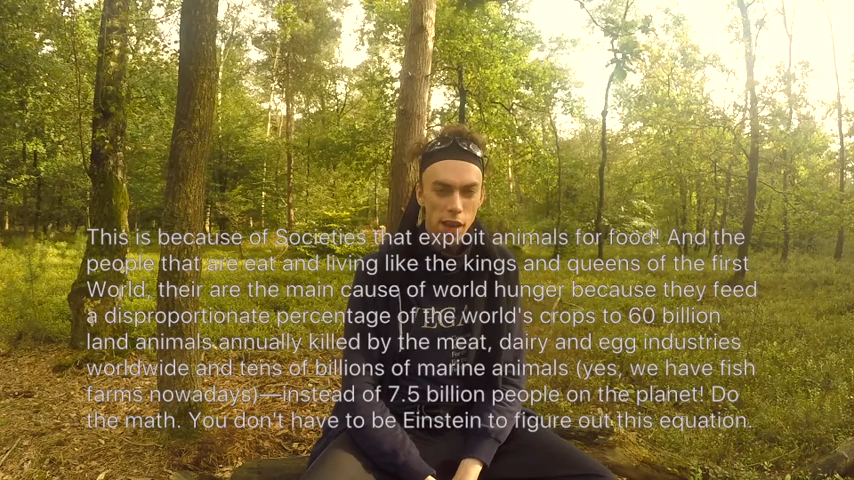 This is because of Societies that exploit animals for food! And the
people that are eat and living like the kings and queens of the first
World, their are the main cause of world hunger because they feed
a disproportionate percentage of the world's crops to 60 billion
land animals annually killed by the meat, dairy and egg industries
worldwide and tens of billions of marine animals (yes, we have fish
farms nowadays)—instead of 7.5 billion people on the planet! Do
the math. You don't have to be Einstein to figure out this equation.